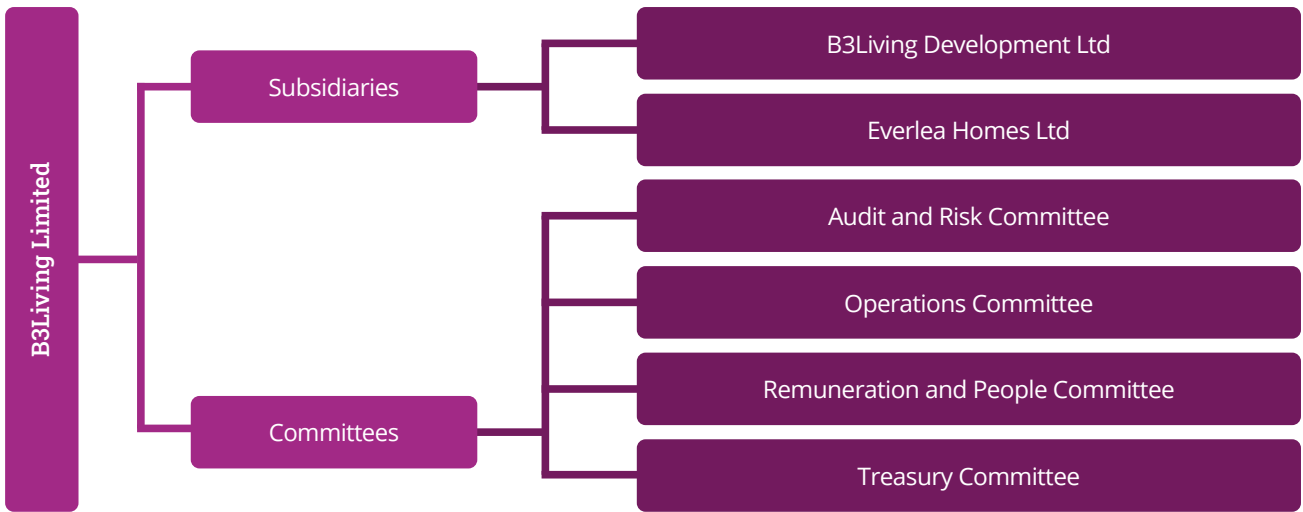 B3Living Limited
Subsidiaries
B3Living Development Ltd
Everlea Homes Ltd
Committees
Audit and Risk Committee
Operations Committee
Remuneration and People Committee
Treasury Committee